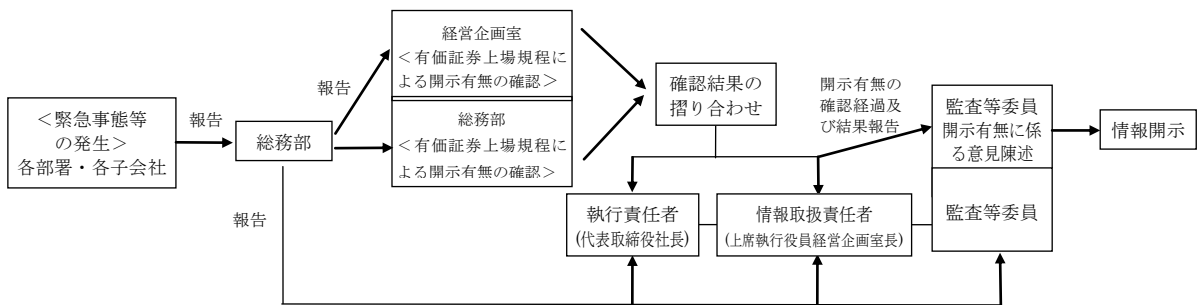 ＜緊急事態等
の発生＞
各部署・各子会社
報告
総務部
報告
経営企画室
＜有価証券上場規程に
よる開示有無の確認＞
総務部
＜有価証券上場規程に
よる開示有無の確認＞
確認結果の
摺り合わせ
開示有無の
確認経過及
び結果報告
監査等委員
開示有無に係
る意見陳述
情報開示
報告
執行責任者
(代表取締役社長)
情報取扱責任者
(上席執行役員経営企画室長)
監査等委員